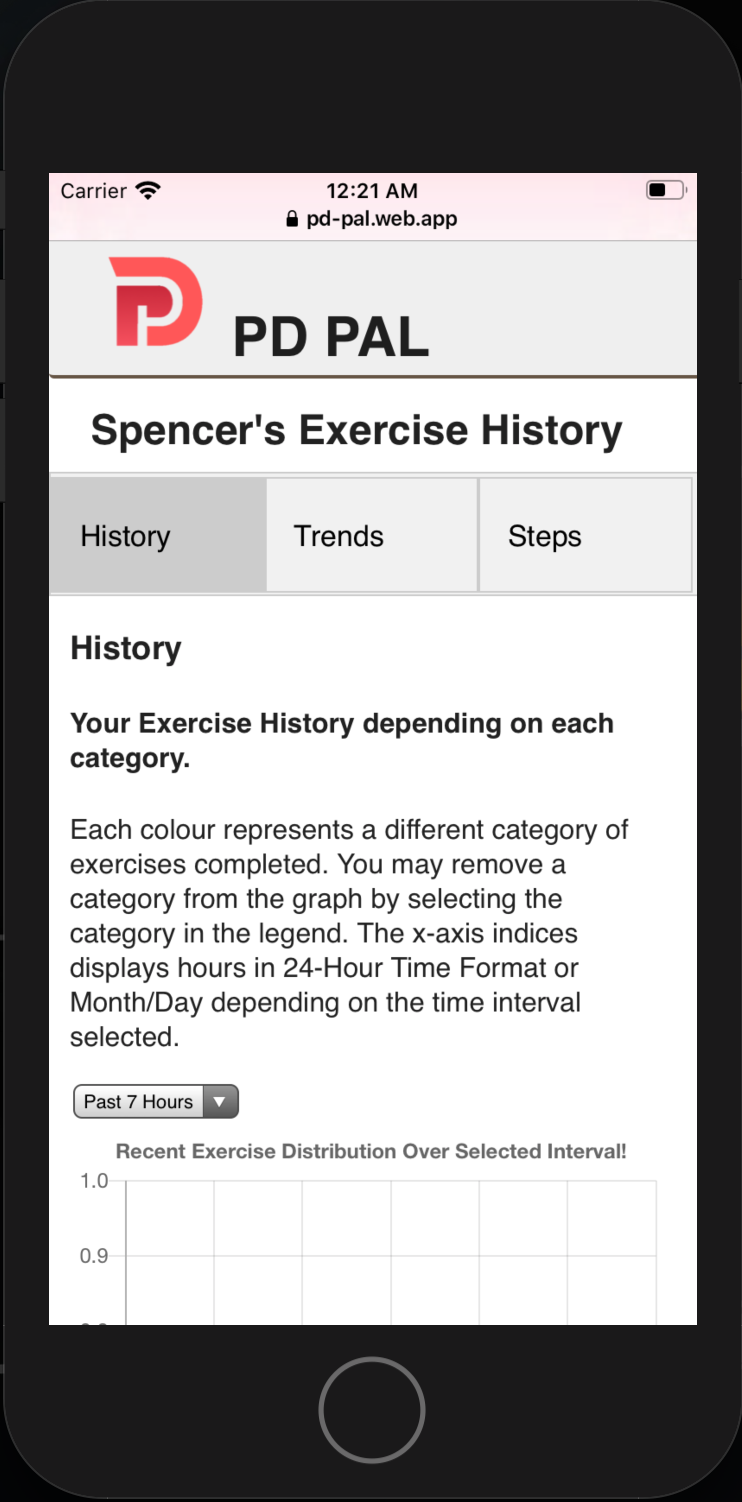 Carrier 12:21 AM
pd-pal.web.app
PD PAL
Spencer's Exercise History
History Trends Steps
History
Your Exercise History depending on each
category.
Each colour represents a different category of
exercises completed. You may remove a
category from the graph by selecting the
category in the legend. The x-axis indices
displays hours in 24-Hour Time Format or
Month/Day depending on the time interval
selected.
Past 7 Hours
Recent Exercise Distribution Over Selected Interval!
1.0
0.9